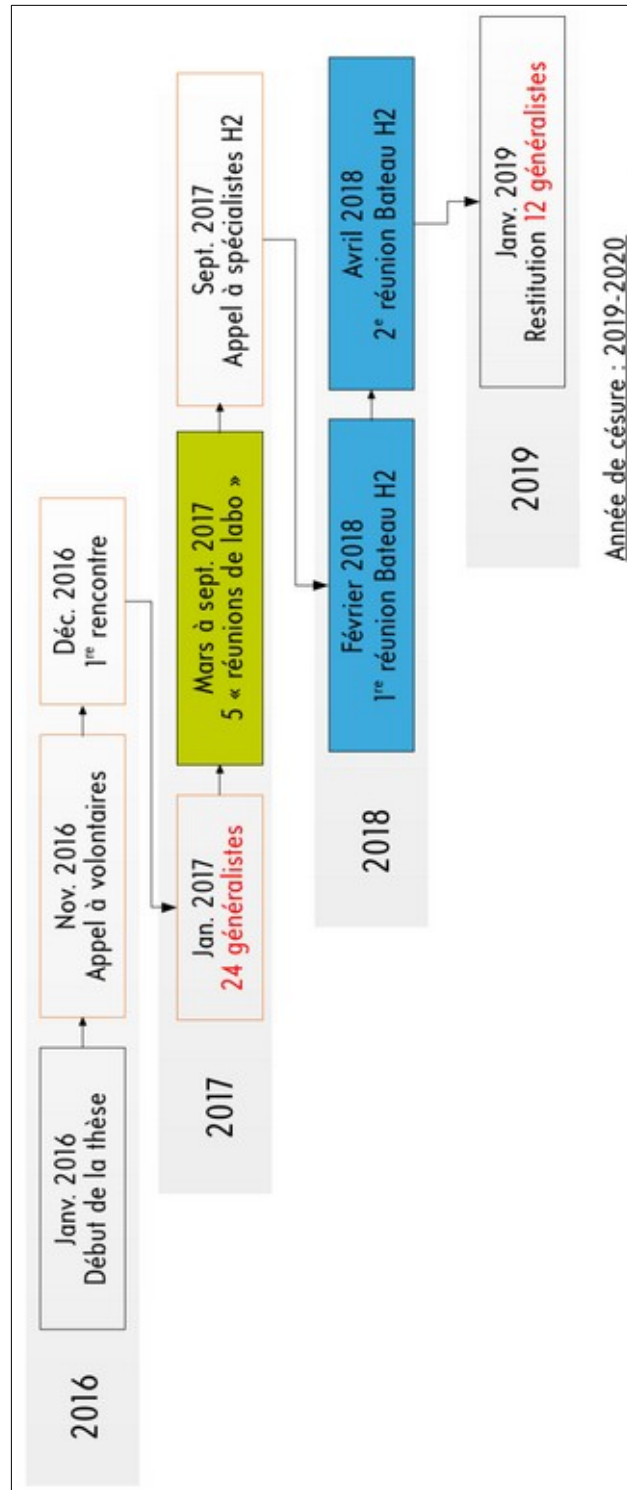 2016
Janv. 2016
Début de la thèse
Nov. 2016
Appel à volontaires
Déc. 2016
1re rencontre
2017
Jan. 2017
24 généralistes
Mars à sept. 2017
5 « réunions de labo »
Sept. 2017
Appel à spécialistes H2
2018
Février 2018
1re réunion Bateau H2
Avril 2018
2e réunion Bateau H2
2019
Janv. 2019
Restitution 12 généralistes
Année de césure : 2019-2020